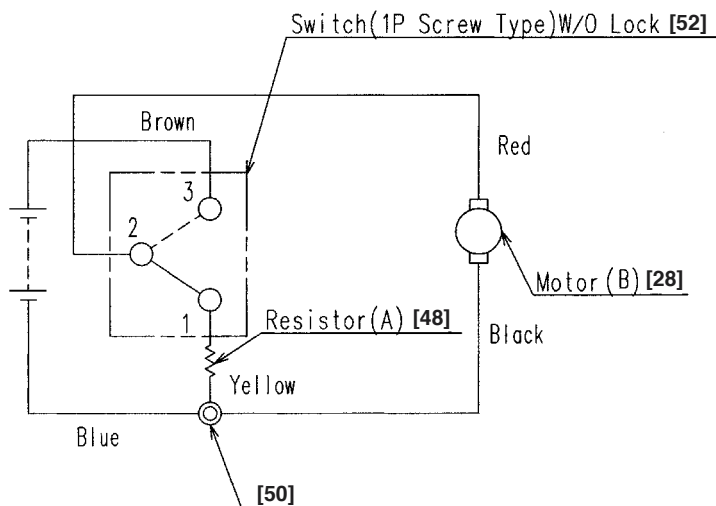 Switch(1P Screw Type)W/O Lock [52]
Brown
Red
3
2
Motor(B) [28]
1
Resistor(A) [48]
Black
Yellow
Blue
[50]